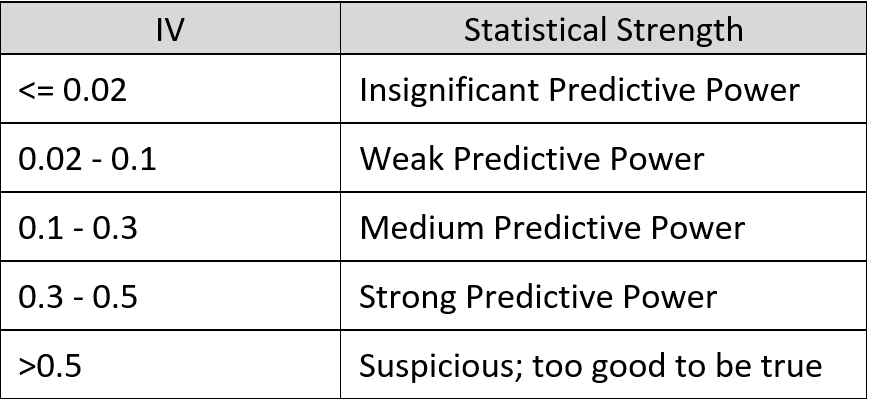 IV Statistical Strength
<= 0.02 Insignificant Predictive Power
0.02 - 0.1 Weak Predictive Power
0.1 - 0.3 Medium Predictive Power
0.3 - 0.5 Strong Predictive Power
>0.5 Suspicious; too good to be true